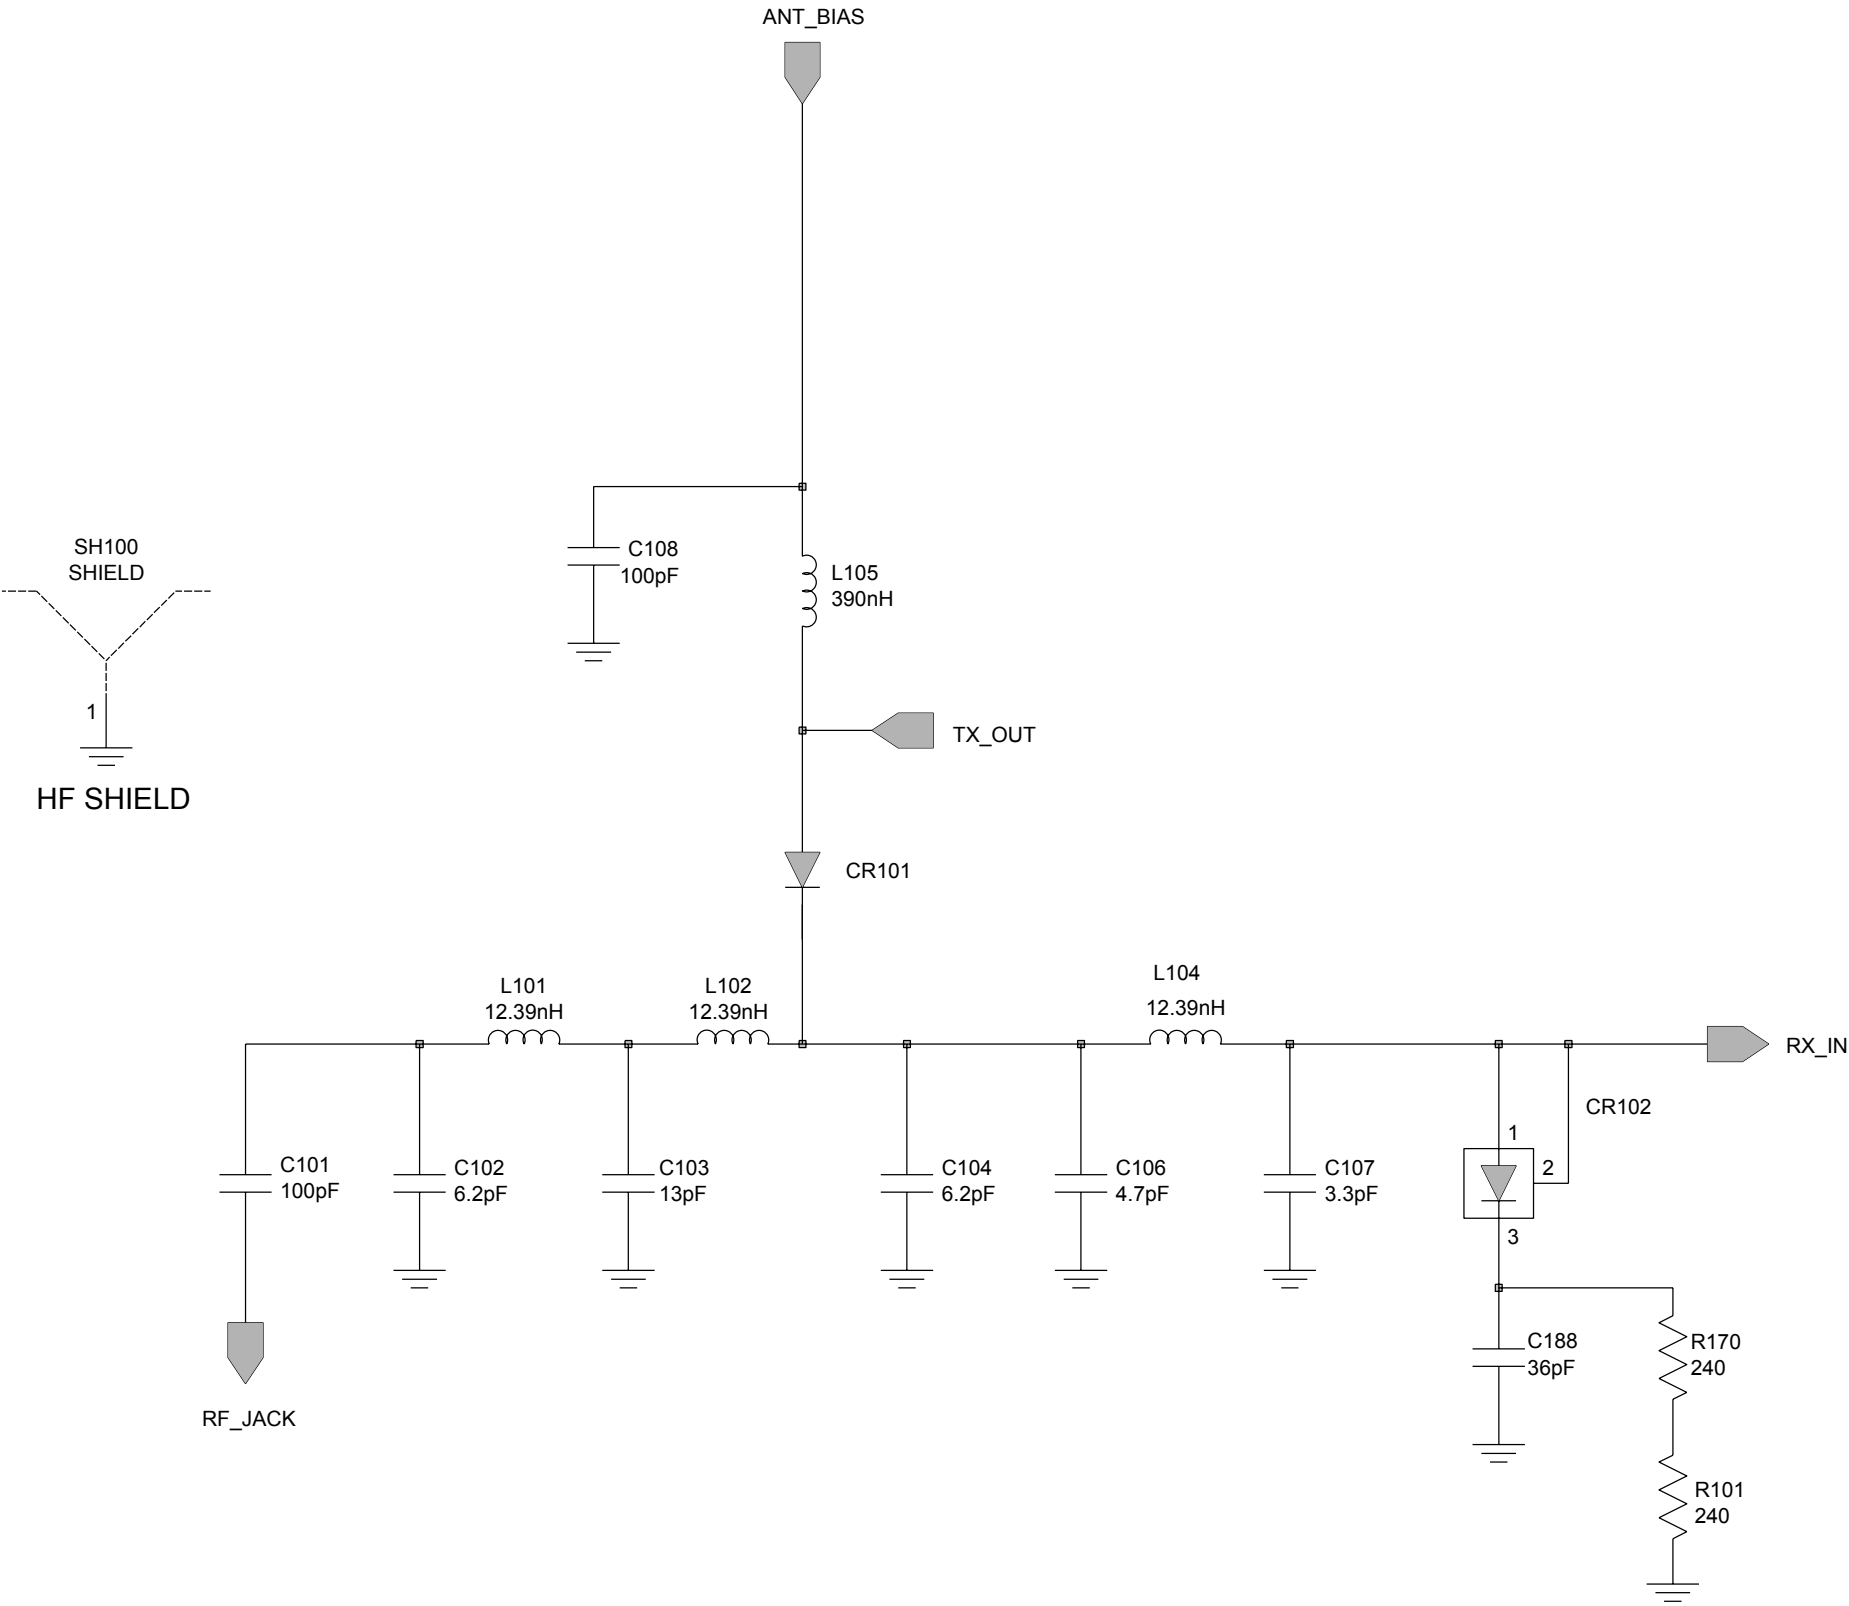 ANT_BIAS
SH100
SHIELD
1
HF SHIELD
C108
100pF
L105
390nH
TX_OUT
CR101
L101
12.39nH
L102
12.39nH
L104
12.39nH
RX_IN
CR102
C101
100pF
C102
6.2pF
C103
13pF
C104
6.2pF
C106
4.7pF
C107
3.3pF
1
2
3
C188
36pF
R170
240
R101
240
RF_JACK